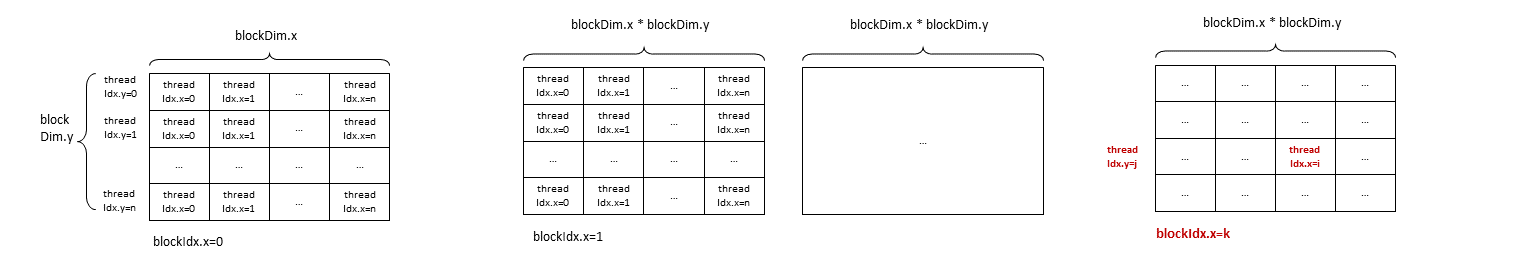 blockDim.x
thread
Idx.y=0
thread
Idx.y=1
thread
Idx.y=n
block
Dim.y
thread
Idx.x=0
thread
Idx.x=1
...
thread
Idx.x=n
thread
Idx.x=0
thread
Idx.x=1
...
thread
Idx.x=n
...
...
...
...
thread
Idx.x=0
thread
Idx.x=1
...
thread
Idx.x=n
blockIdx.x=0
blockDim.x * blockDim.y
thread
Idx.x=0
thread
Idx.x=1
...
thread
Idx.x=n
thread
Idx.x=0
thread
Idx.x=1
...
thread
Idx.x=n
...
...
...
...
thread
Idx.x=0
thread
Idx.x=1
...
thread
Idx.x=n
blockIdx.x=1
blockDim.x * blockDim.y
...
blockDim.x * blockDim.y
...
...
...
...
...
...
...
...
thread
Idx.y=j
...
...
thread
Idx.x=i
...
...
...
...
...
blockIdx.x=k